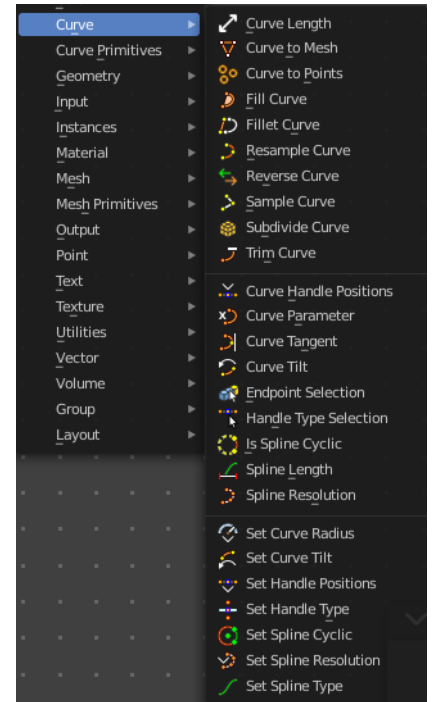 Curve
Curve Primitives
Geometry
Input
Instances
Material
Mesh
Mesh Primitives
Output
Point
Text
Texture
Utilities
Vector
Volume
Group
Layout
Curve Length
Curve to Mesh
Curve to Points
Fill Curve
Fillet Curve
Resample Curve
Reverse Curve
Sample Curve
Subdivide Curve
Trim Curve
Curve Handle Positions
Curve Parameter
Curve Tangent
Curve Tilt
Endpoint Selection
Handle Type Selection
Is Spline Cyclic
Spline Length
Spline Resolution
Set Curve Radius
Set Curve Tilt
Set Handle Positions
Set Handle Type
Set Spline Cyclic
Set Spline Resolution
Set Spline Type